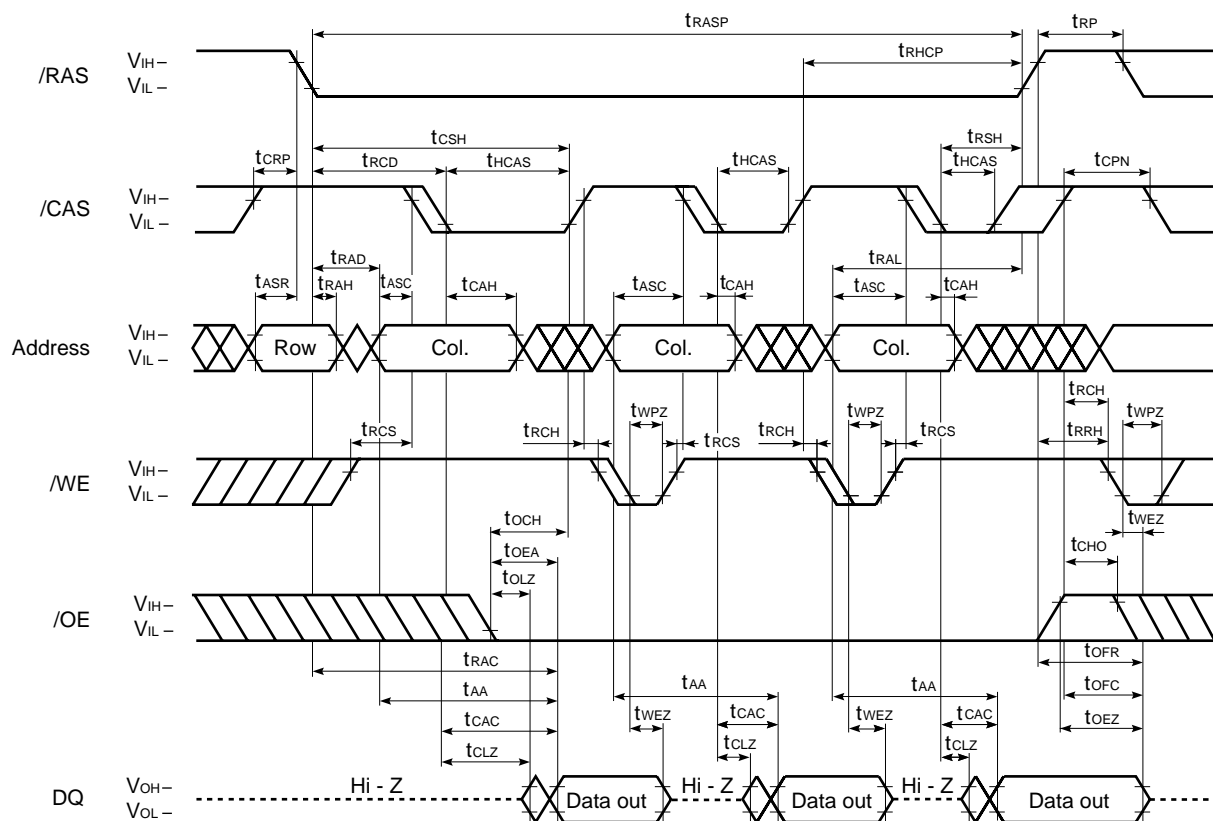 tRASP tRP
/RAS VIH – tRHCP
VIL –
tCSH tRSH
tCRP tRCD tHCAS tHCAS tHCAS tCPN
/CAS VIH –
VIL –
tRAD tRAL
tASR tRAH tASC tCAH tASC tCAH tASC tCAH
Address VIH – Row Col. Col. Col.
VIL –
tRCH
tWPZ tWPZ tWPZ
tRCS tRCH tRCS tRCH tRCS tRRH
/WE VIH –
VIL –
tOCH tWEZ
tOEA tCHO
tOLZ
/OE VIH –
VIL –
tRAC tOFR
tAA tAA tAA tOFC
tCAC tWEZ tCAC tWEZ tCAC tOEZ
tCLZ tCLZ tCLZ
DQ VOH – Hi - Z Data out Hi - Z Data out Hi - Z Data out
VOL –